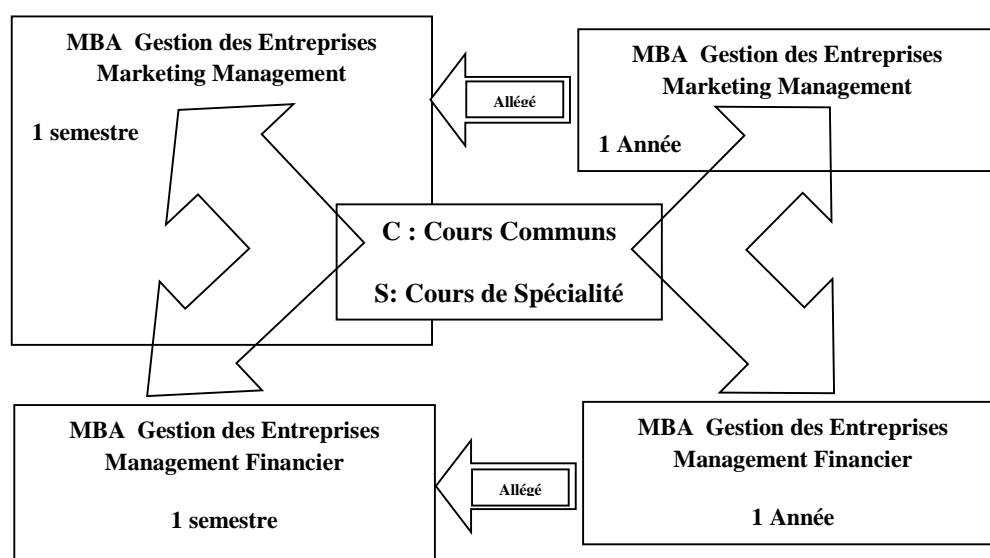 MBA Gestion des Entreprises
Marketing Management
1 semestre
Allégé
MBA Gestion des Entreprises
Marketing Management
1 Année
C : Cours Communs
S: Cours de Spécialité
MBA Gestion des Entreprises
Management Financier
1 semestre
Allégé
MBA Gestion des Entreprises
Management Financier
1 Année